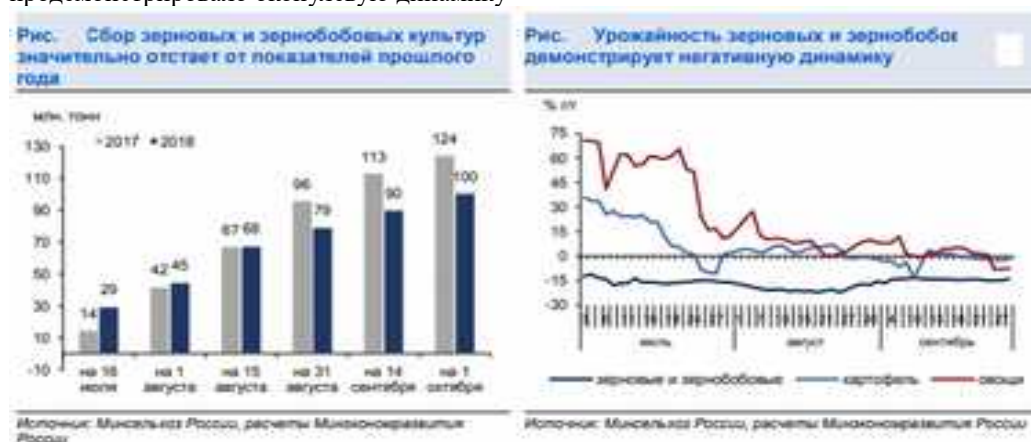 продемонстрировало околонулевую динамику
Рис. Сбор зерновых и зернобобовых культур
значительно отстает от показателей прошлого
года
млн. тонн
2017 2018
130
110
90
70
50
30
10
-10
14 29
42 45
67 68
96 79
113 90
124 100
на 16 июля
на 1 августа
на 15 августа
на 31 августа
на 14 сентября
на 1 октября
Источник: Минсельхоз России, расчеты Минэкономразвития
России
Рис. Урожайность зерновых и зернобобов
демонстрирует негативную динамику
% г/г
75
60
45
30
15
0
-15
-30
июль август сентябрь
зерновые и зернобобовые картофель овощи
Источник: Минсельхоз России, расчеты Минэкономразвития России